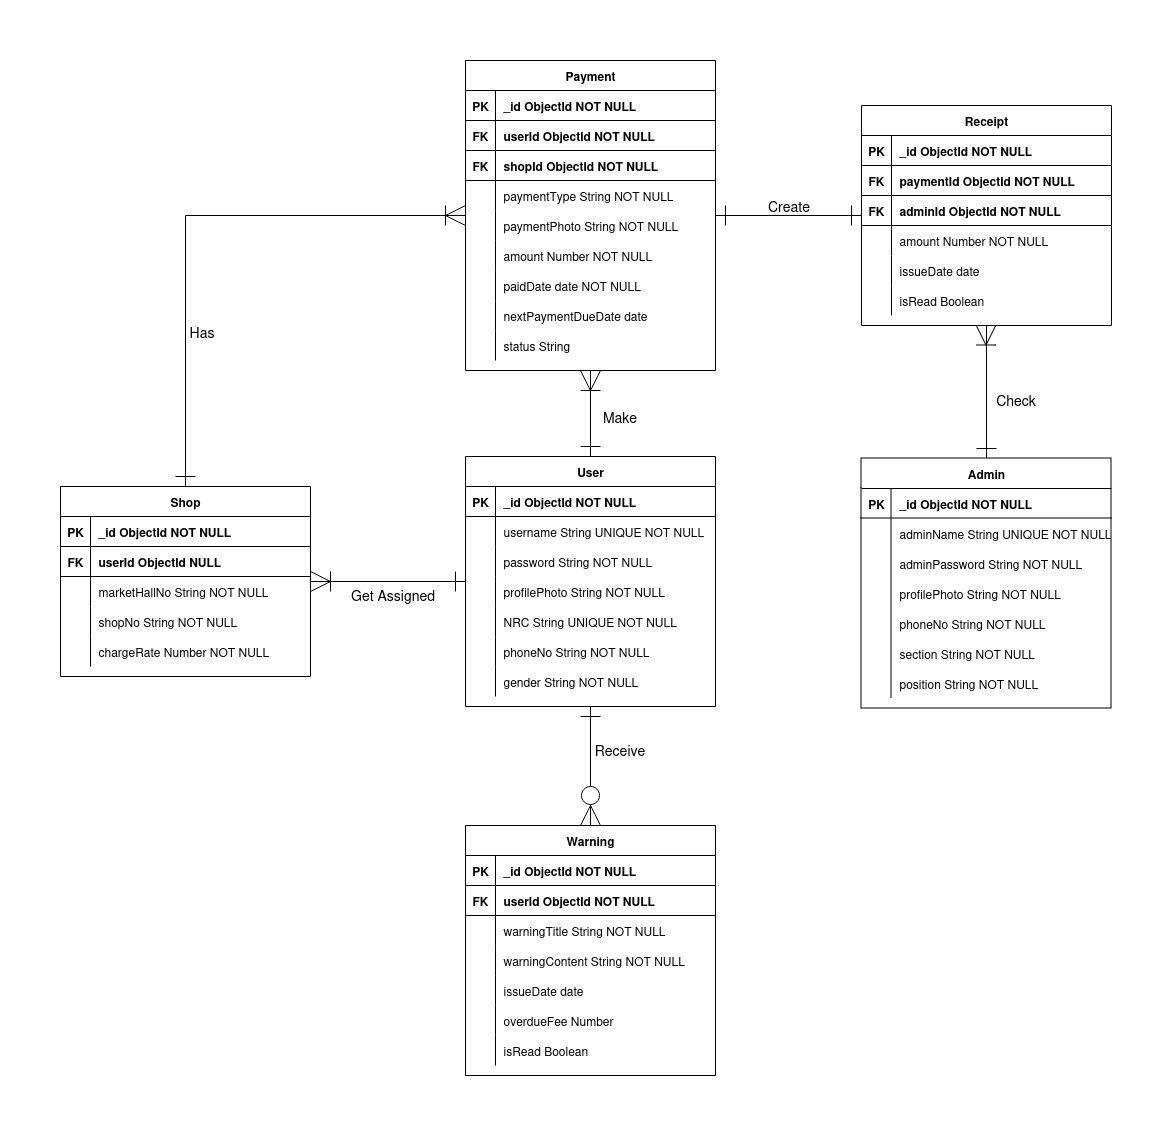 Payment
PK _id ObjectId NOT NULL
FK userId ObjectId NOT NULL
FK shopId ObjectId NOT NULL
paymentType String NOT NULL
paymentPhoto String NOT NULL
amount Number NOT NULL
paidDate date NOT NULL
nextPaymentDueDate date
status String
Create
Receipt
PK _id ObjectId NOT NULL
FK paymentId ObjectId NOT NULL
FK adminId ObjectId NOT NULL
amount Number NOT NULL
issueDate date
isRead Boolean
Has
Make
Check
Shop
PK _id ObjectId NOT NULL
FK userId ObjectId NULL
marketHallNo String NOT NULL
shopNo String NOT NULL
chargeRate Number NOT NULL
Get Assigned
User
PK _id ObjectId NOT NULL
username String UNIQUE NOT NULL
password String NOT NULL
profilePhoto String NOT NULL
NRC String UNIQUE NOT NULL
phoneNo String NOT NULL
gender String NOT NULL
Admin
PK _id ObjectId NOT NULL
adminName String UNIQUE NOT NULL
adminPassword String NOT NULL
profilePhoto String NOT NULL
phoneNo String NOT NULL
section String NOT NULL
position String NOT NULL
Receive
Warning
PK _id ObjectId NOT NULL
FK userId ObjectId NOT NULL
warningTitle String NOT NULL
warningContent String NOT NULL
issueDate date
overdueFee Number
isRead Boolean